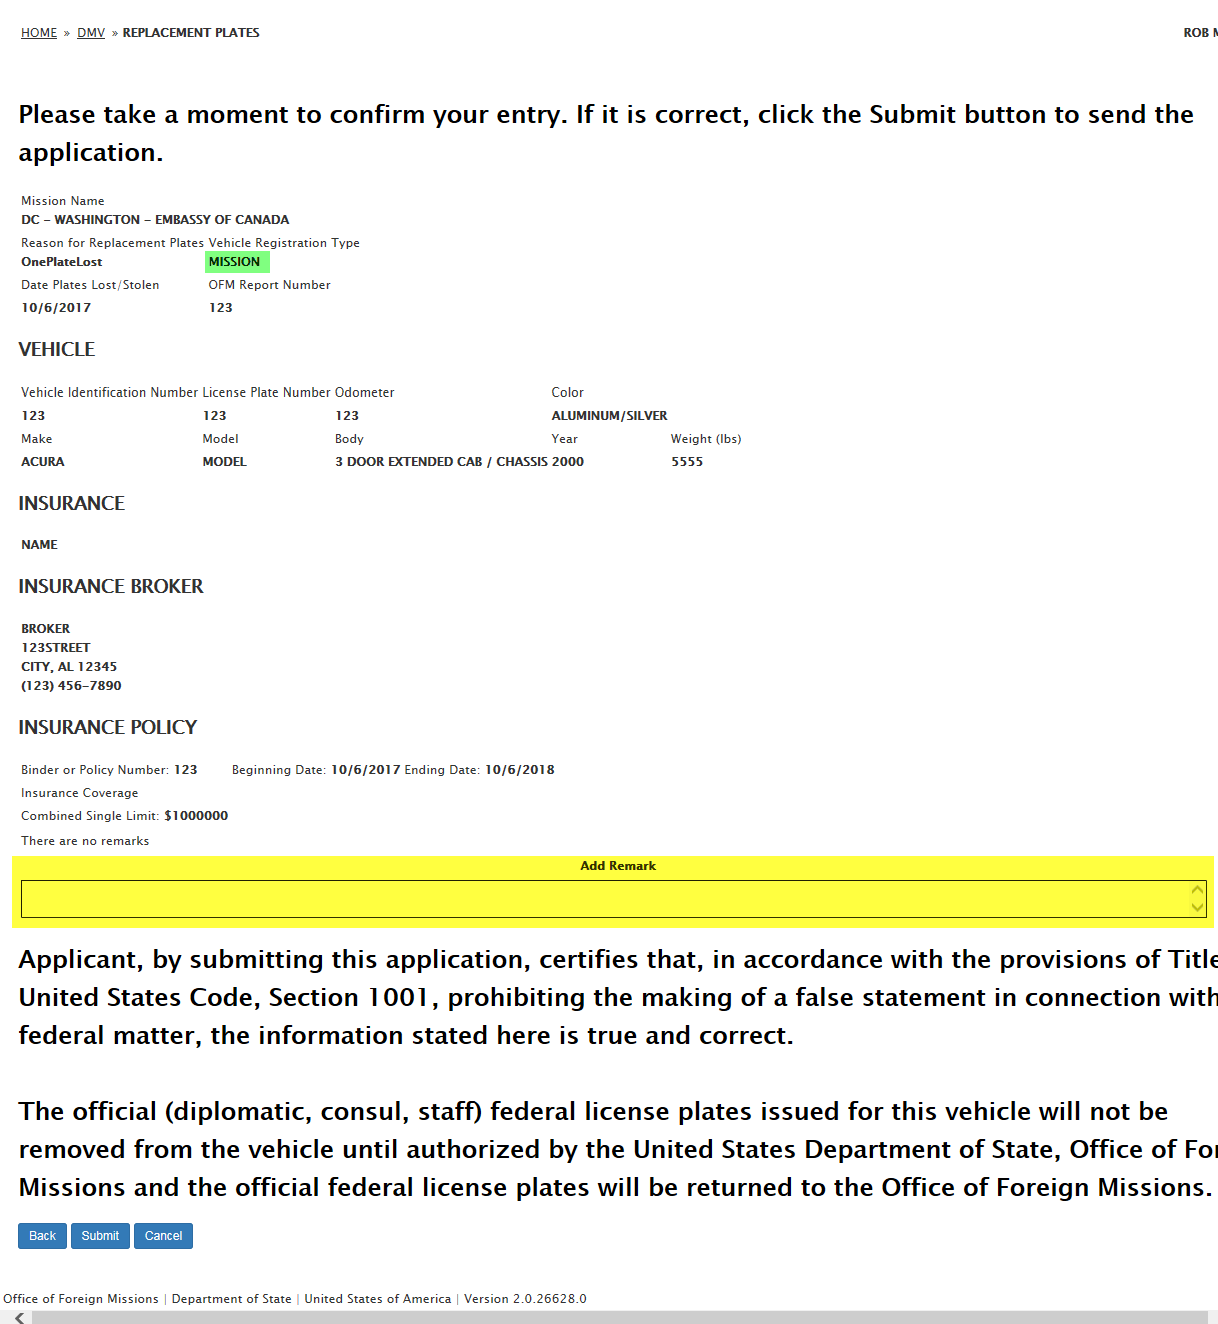 HOME » DMV » REPLACEMENT PLATES ROB
Please take a moment to confirm your entry. If it is correct, click the Submit button to send the
application.
Mission Name
DC - WASHINGTON - EMBASSY OF CANADA
Reason for Replacement Plates Vehicle Registration Type
OnePlateLost MISSION
Date Plates Lost/Stolen OFM Report Number
10/6/2017 123
VEHICLE
Vehicle Identification Number License Plate Number Odometer Color
123 123 123 ALUMINUM/SILVER
Make Model Body Year Weight (lbs)
ACURA MODEL 3 DOOR EXTENDED CAB / CHASSIS 2000 5555
INSURANCE
NAME
INSURANCE BROKER
BROKER
123STREET
CITY, AL 12345
(123) 456-7890
INSURANCE POLICY
Binder or Policy Number: 123 Beginning Date: 10/6/2017 Ending Date: 10/6/2018
Insurance Coverage
Combined Single Limit: $1000000
There are no remarks
Add Remark
Applicant, by submitting this application, certifies that, in accordance with the provisions of Title
United States Code, Section 1001, prohibiting the making of a false statement in connection with
federal matter, the information stated here is true and correct.
The official (diplomatic, consul, staff) federal license plates issued for this vehicle will not be
removed from the vehicle until authorized by the United States Department of State, Office of
Missions and the official federal license plates will be returned to the Office of Foreign Missions.
Back Submit Cancel
Office of Foreign Missions | Department of State | United States of America | Version 2.0.26628.0